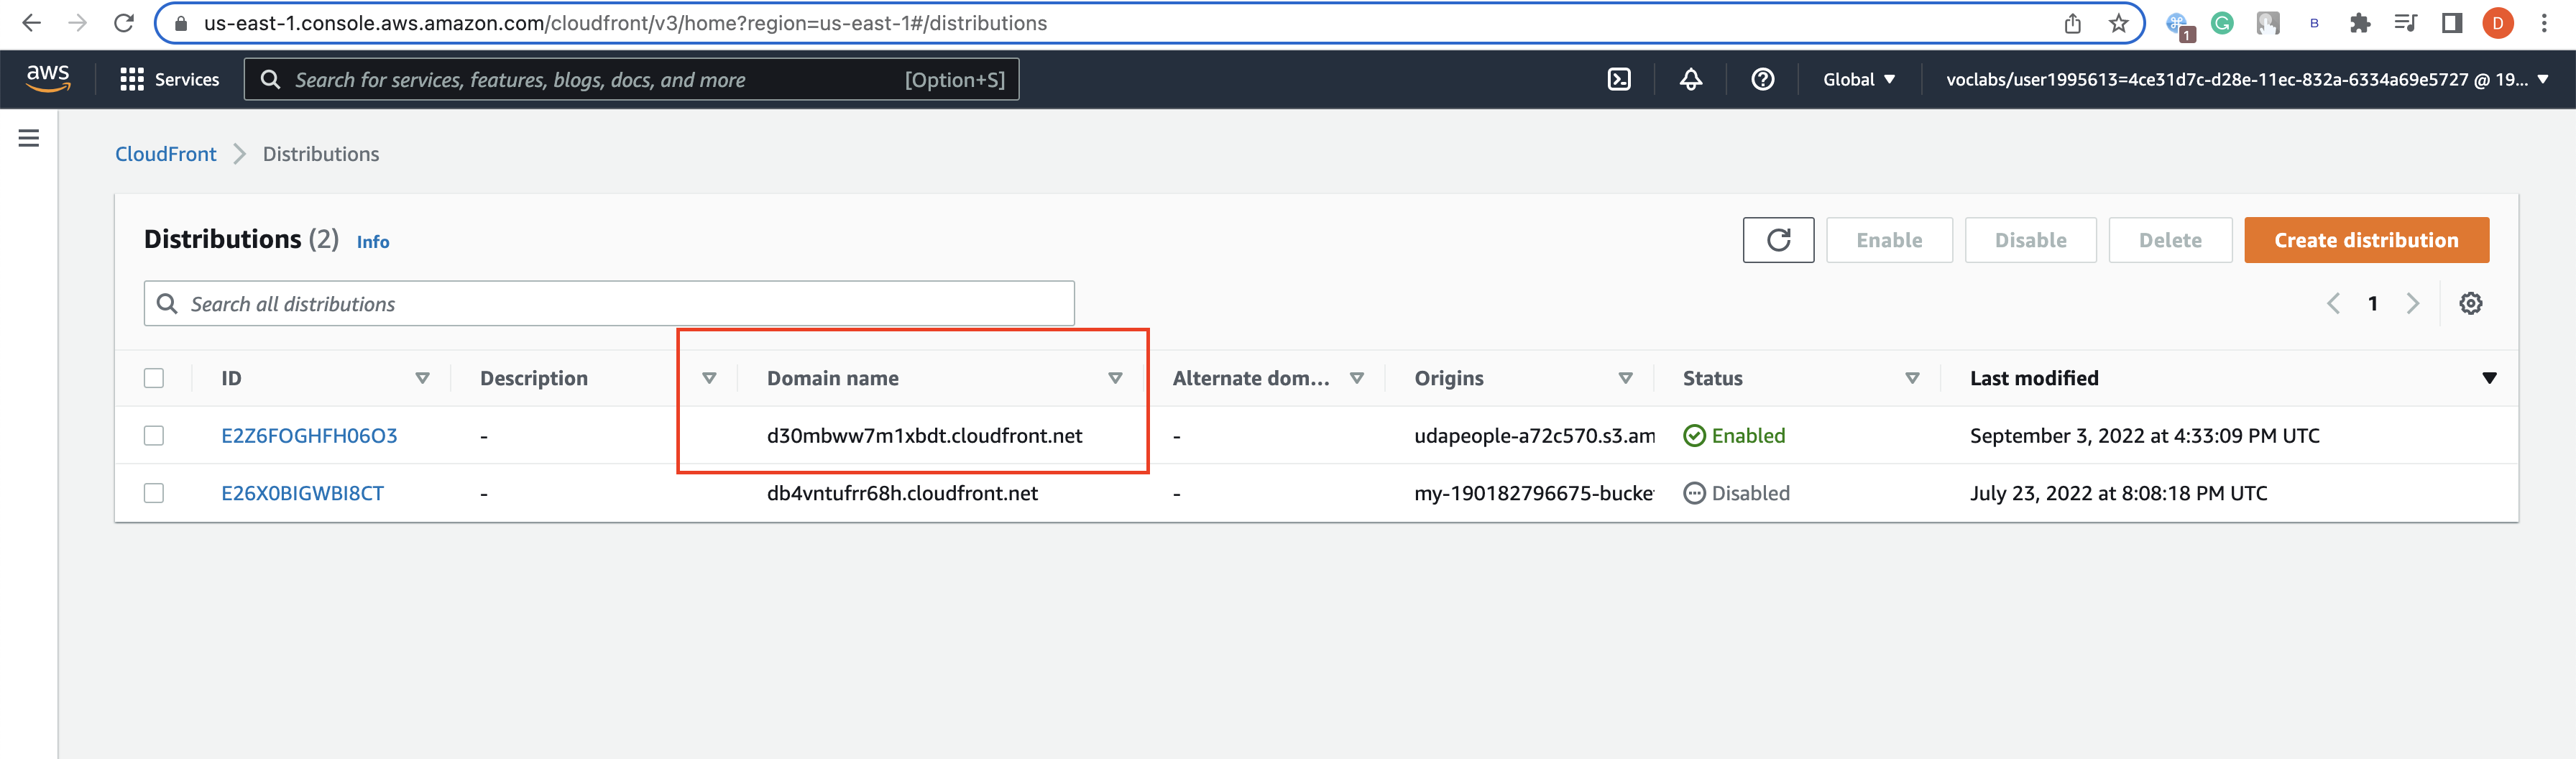 us-east-1.console.aws.amazon.com/cloudfront/v3/home?region=us-east-1#/distributions
1
G
B
D
aws
Services
Search for services, features, blogs, docs, and more
[Option+S]
Global
voclabs/user1995613=4ce31d7c-d28e-11ec-832a-6334a69e5727 @ 19...
CloudFront
Distributions
Distributions (2) Info
Enable
Disable
Delete
Create distribution
Search all distributions
1
ID Description Domain name Alternate dom... Origins Status Last modified
E2Z6FOGHFH06O3 - d30mbww7m1xbdt.cloudfront.net - udapeople-a72c570.s3.am Enabled September 3, 2022 at 4:33:09 PM UTC
E26X0BIGWBI8CT - db4vntufrr68h.cloudfront.net - my-190182796675-bucke Disabled July 23, 2022 at 8:08:18 PM UTC